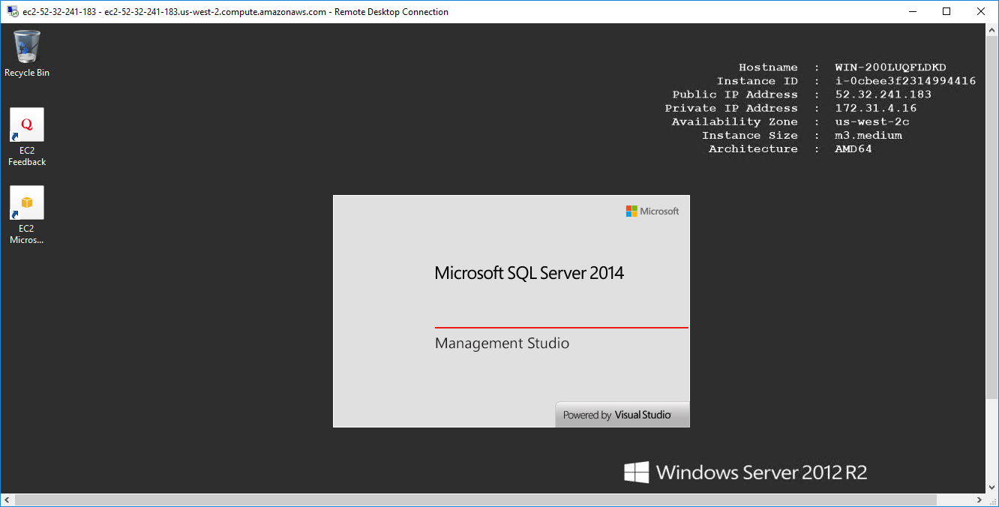 ec2-52-32-241-183 - ec2-52-32-241-183.us-west-2.compute.amazonaws.com - Remote Desktop Connection
Recycle Bin
EC2
Feedback
EC2
Micros...
Hostname : WIN-200LUQFLDKD
Instance ID : i-0cbee3f2314994416
Public IP Address : 52.32.241.183
Private IP Address : 172.31.4.16
Availability Zone : us-west-2c
Instance Size : m3.medium
Architecture : AMD64
Microsoft
Microsoft SQL Server 2014
Management Studio
Powered by Visual Studio
Windows Server 2012 R2